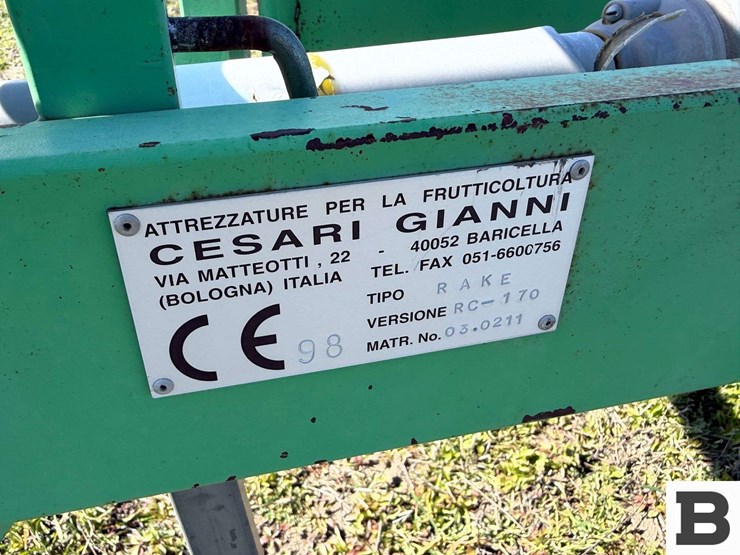 ATTREZZATURE PER LA FRUTTICOLTURA
CESARI GIANNI
VIA MATTEOTTI , 22 - 40052 BARICELLA
(BOLOGNA) ITALIA TEL. / FAX 051-6600756
TIPO RAKE
VERSIONE RC-170
MATR. No. 03.0211
CE 98
B